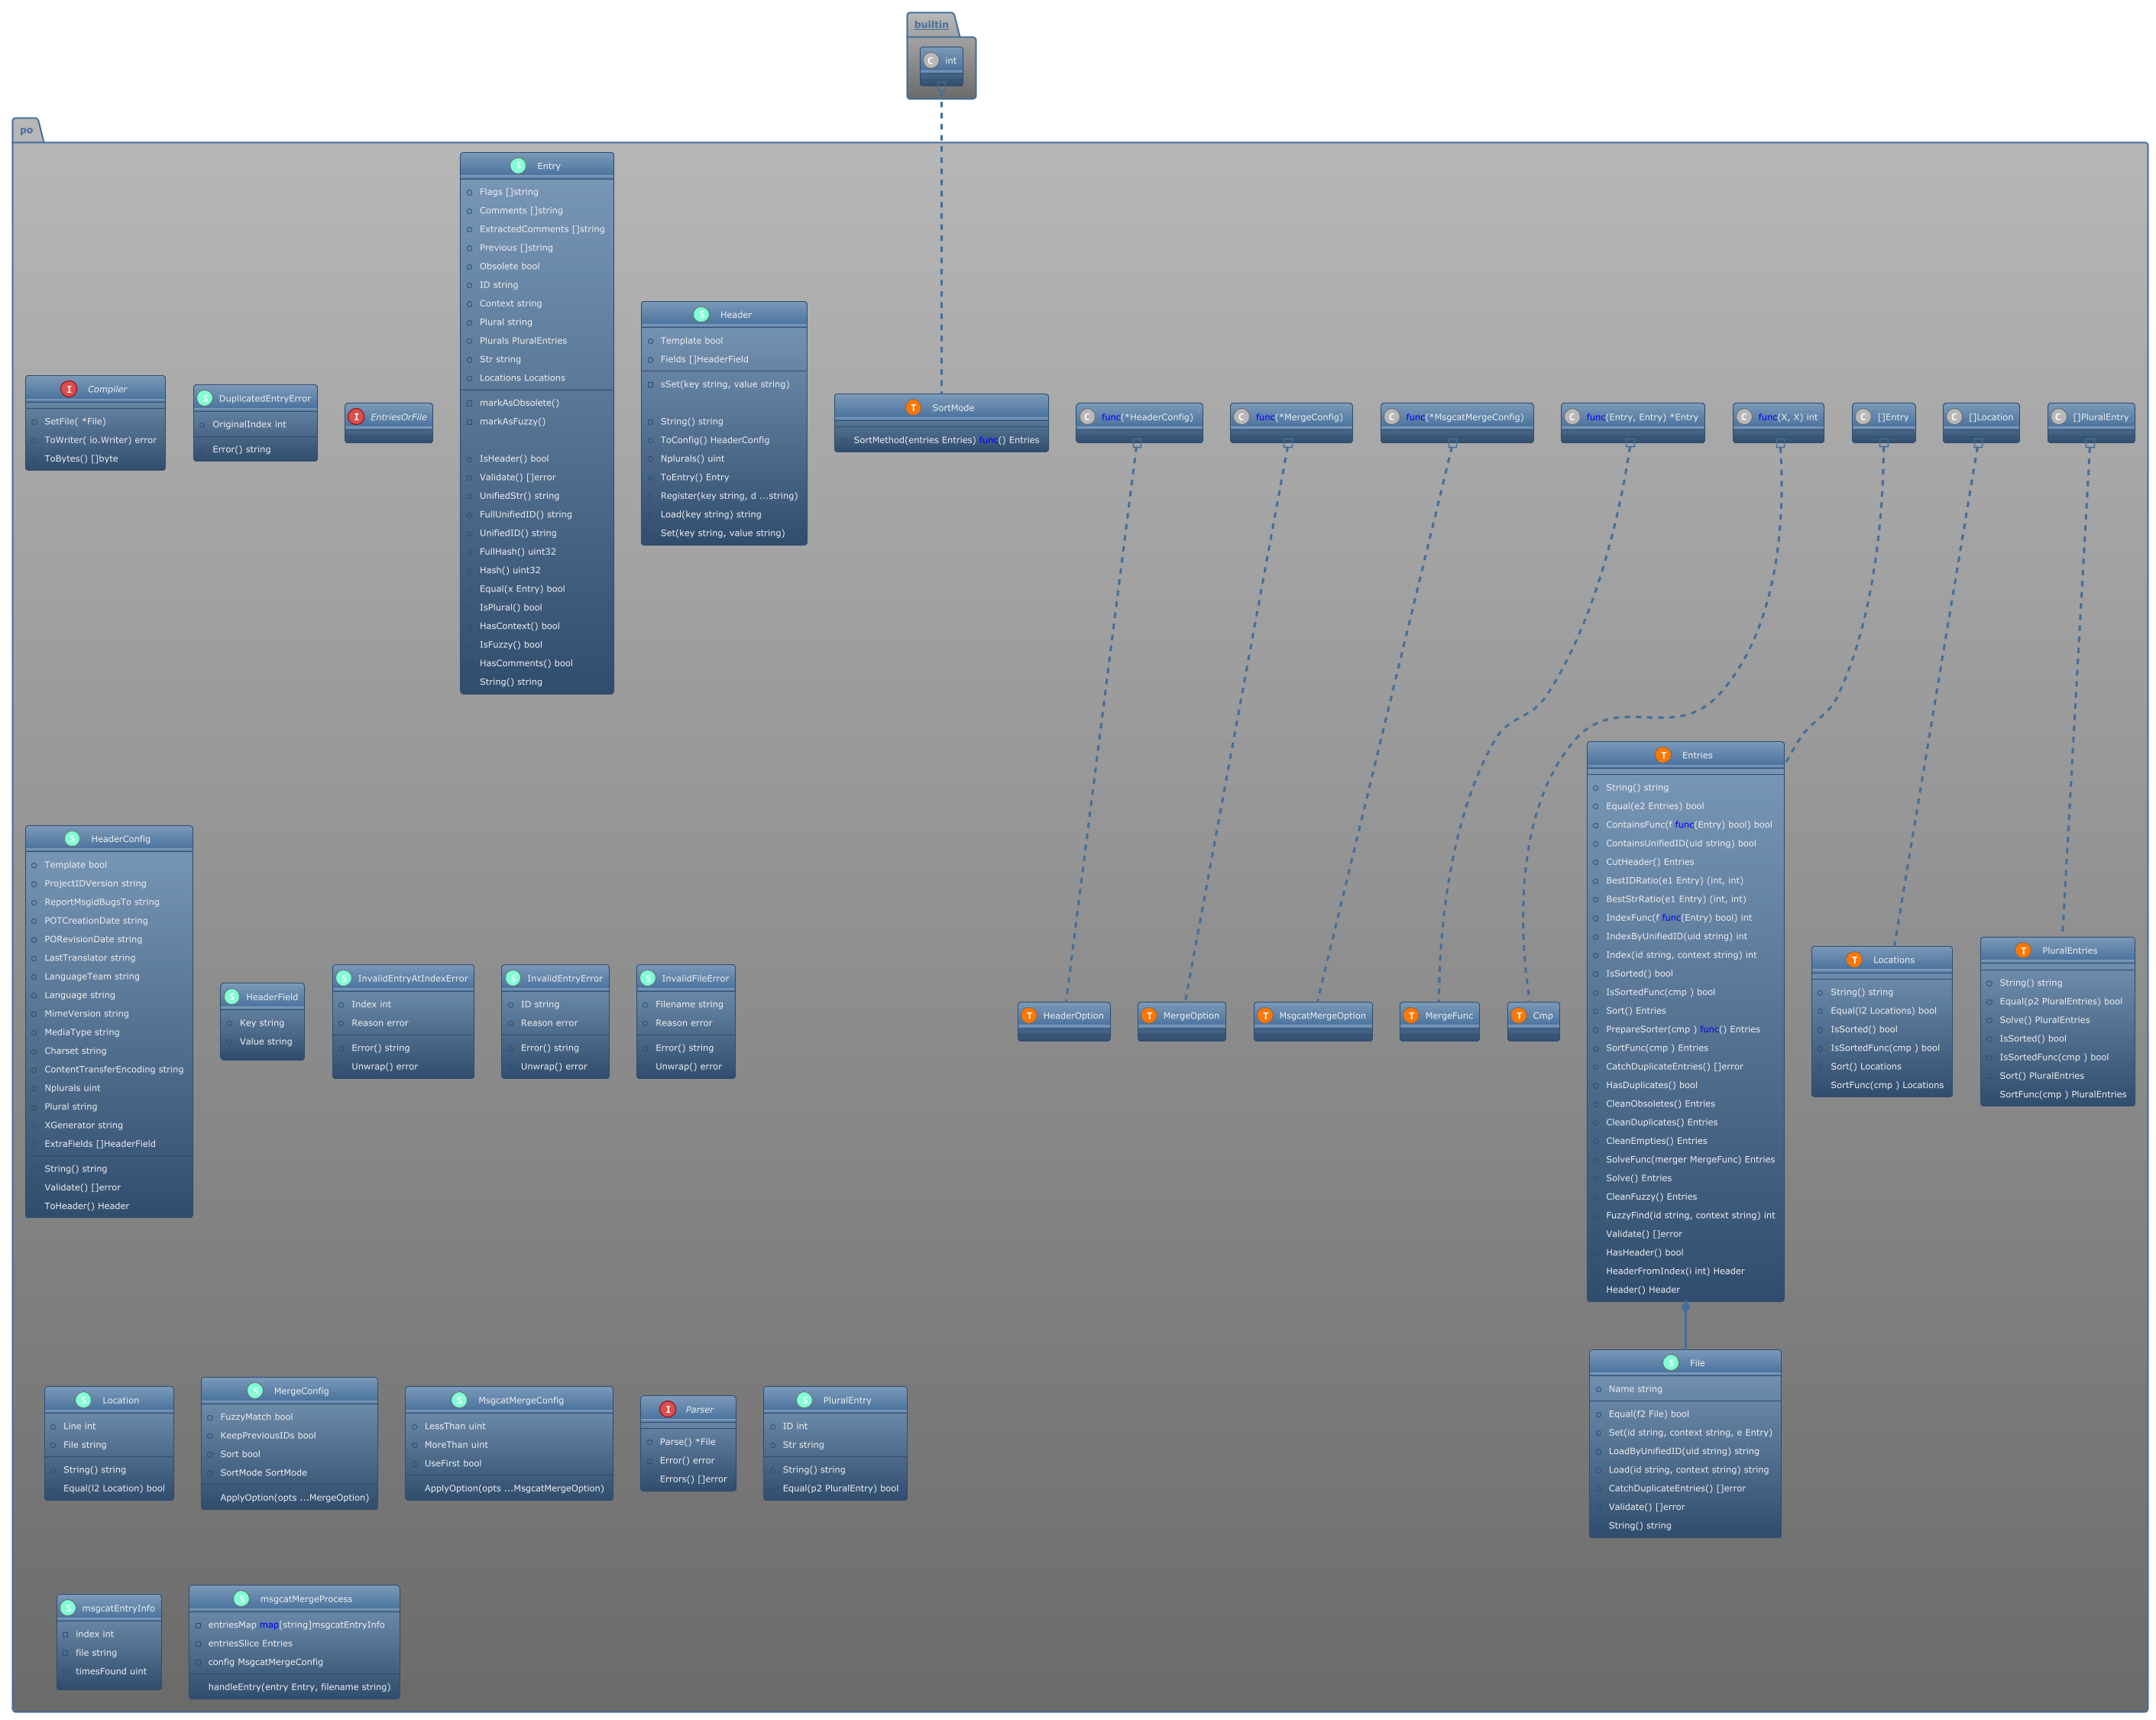 builtin
C int
po
I Compiler
SetFile( *File)
ToWriter( io.Writer) error
ToBytes() []byte
S DuplicatedEntryError
OriginalIndex int
Error() string
I EntriesOrFile
S Entry
Flags []string
Comments []string
ExtractedComments []string
Previous []string
Obsolete bool
ID string
Context string
Plural string
Plurals PluralEntries
Str string
Locations Locations
markAsObsolete()
markAsFuzzy()
IsHeader() bool
Validate() []error
UnifiedStr() string
FullUnifiedID() string
UnifiedID() string
FullHash() uint32
Hash() uint32
Equal(x Entry) bool
IsPlural() bool
HasContext() bool
IsFuzzy() bool
HasComments() bool
String() string
S Header
Template bool
Fields []HeaderField
sSet(key string, value string)
String() string
ToConfig() HeaderConfig
Nplurals() uint
ToEntry() Entry
Register(key string, d ...string)
Load(key string) string
Set(key string, value string)
T SortMode
SortMethod(entries Entries) func() Entries
C func(*HeaderConfig)
C func(*MergeConfig)
C func(*MsgcatMergeConfig)
C func(Entry, Entry) *Entry
C func(X, X) int
C []Entry
C []Location
C []PluralEntry
S HeaderConfig
Template bool
ProjectIDVersion string
ReportMsgidBugsTo string
POTCreationDate string
PORevisionDate string
LastTranslator string
LanguageTeam string
Language string
MimeVersion string
MediaType string
Charset string
ContentTransferEncoding string
Nplurals uint
Plural string
XGenerator string
ExtraFields []HeaderField
String() string
Validate() []error
ToHeader() Header
S HeaderField
Key string
Value string
S InvalidEntryAtIndexError
Index int
Reason error
Error() string
Unwrap() error
S InvalidEntryError
ID string
Reason error
Error() string
Unwrap() error
S InvalidFileError
Filename string
Reason error
Error() string
Unwrap() error
T HeaderOption
T MergeOption
T MsgcatMergeOption
T MergeFunc
T Cmp
T Entries
String() string
Equal(e2 Entries) bool
ContainsFunc(f func(Entry) bool) bool
ContainsUnifiedID(uid string) bool
CutHeader() Entries
BestIDRatio(e1 Entry) (int, int)
BestStrRatio(e1 Entry) (int, int)
IndexFunc(f func(Entry) bool) int
IndexByUnifiedID(uid string) int
Index(id string, context string) int
IsSorted() bool
IsSortedFunc(cmp ) bool
Sort() Entries
PrepareSorter(cmp ) func() Entries
SortFunc(cmp ) Entries
CatchDuplicateEntries() []error
HasDuplicates() bool
CleanObsoletes() Entries
CleanDuplicates() Entries
CleanEmpties() Entries
SolveFunc(merger MergeFunc) Entries
Solve() Entries
CleanFuzzy() Entries
FuzzyFind(id string, context string) int
Validate() []error
HasHeader() bool
HeaderFromIndex(i int) Header
Header() Header
T Locations
String() string
Equal(l2 Locations) bool
IsSorted() bool
IsSortedFunc(cmp ) bool
Sort() Locations
SortFunc(cmp ) Locations
T PluralEntries
String() string
Equal(p2 PluralEntries) bool
Solve() PluralEntries
IsSorted() bool
IsSortedFunc(cmp ) bool
Sort() PluralEntries
SortFunc(cmp ) PluralEntries
S Location
Line int
File string
String() string
Equal(l2 Location) bool
S MergeConfig
FuzzyMatch bool
KeepPreviousIDs bool
Sort bool
SortMode SortMode
ApplyOption(opts ...MergeOption)
S MsgcatMergeConfig
LessThan uint
MoreThan uint
UseFirst bool
ApplyOption(opts ...MsgcatMergeOption)
I Parser
Parse() *File
Error() error
Errors() []error
S PluralEntry
ID int
Str string
String() string
Equal(p2 PluralEntry) bool
S File
Name string
Equal(f2 File) bool
Set(id string, context string, e Entry)
LoadByUnifiedID(uid string) string
Load(id string, context string) string
CatchDuplicateEntries() []error
Validate() []error
String() string
S msgcatEntryInfo
index int
file string
timesFound uint
S msgcatMergeProcess
entriesMap map[string]msgcatEntryInfo
entriesSlice Entries
config MsgcatMergeConfig
handleEntry(entry Entry, filename string)